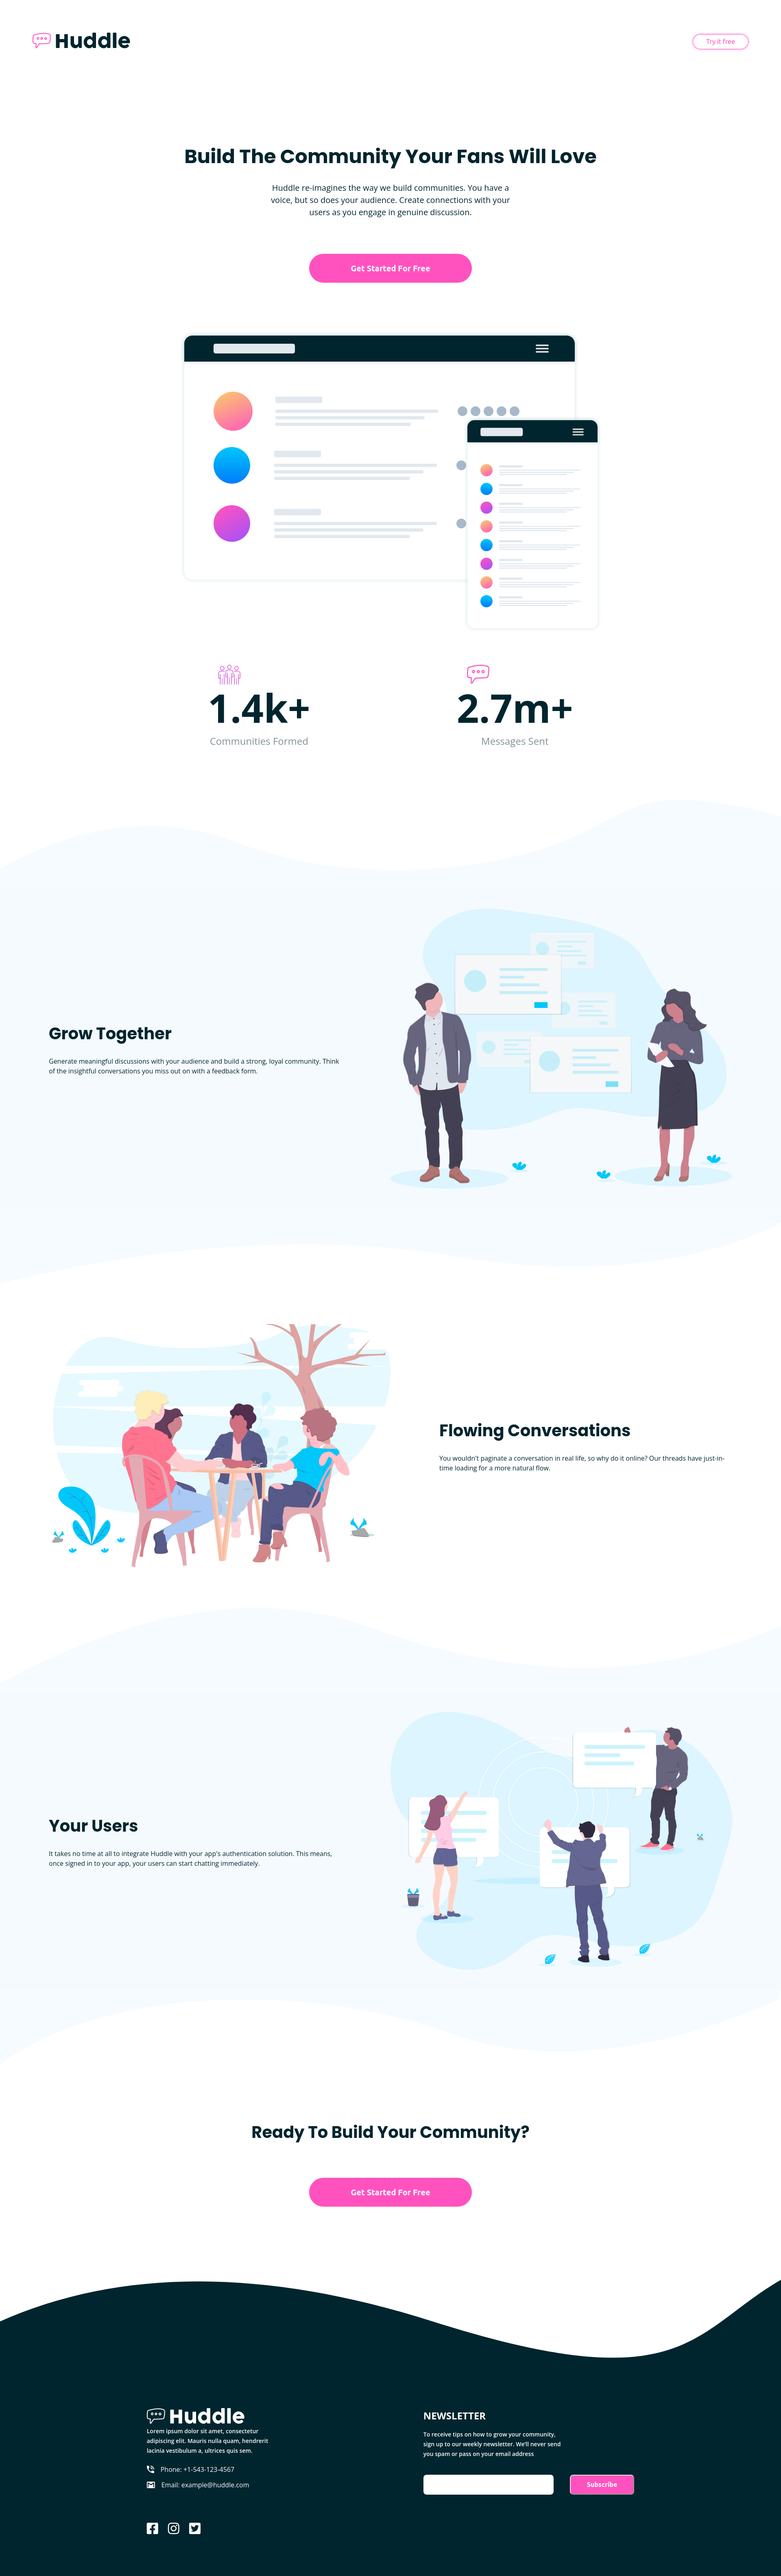 Huddle
Try it free
Build The Community Your Fans Will Love
Huddle re-imagines the way we build communities. You have a
voice, but so does your audience. Create connections with your
users as you engage in genuine discussion.
Get Started For Free
1.4k+
Communities Formed
2.7m+
Messages Sent
Grow Together
Generate meaningful discussions with your audience and build a strong, loyal community. Think
of the insightful conversations you miss out on with a feedback form.
Flowing Conversations
You wouldn't paginate a conversation in real life, so why do it online? Our threads have just-in-
time loading for a more natural flow.
Your Users
It takes no time at all to integrate Huddle with your app's authentication solution. This means,
once signed in to your app, your users can start chatting immediately.
Ready To Build Your Community?
Get Started For Free
Huddle
Lorem ipsum dolor sit amet, consectetur
adipiscing elit. Mauris nulla quam, hendrerit
lacinia vestibulum a, ultrices quis sem.
Phone: +1-543-123-4567
Email: example@huddle.com
NEWSLETTER
To receive tips on how to grow your community,
sign up to our weekly newsletter. We'll never send
you spam or pass on your email address
Subscribe